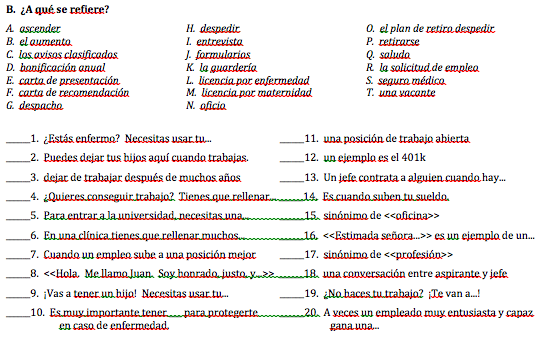 B. ¿A qué se refiere?
A. ascender
B. el aumento
C. los avisos clasificados
D. bonificación anual
E. carta de presentación
F. carta de recomendación
G. despacho
H. despedir
I. entrevista
J. formularios
K. la guardería
L. licencia por enfermedad
M. licencia por maternidad
N. oficio
O. el plan de retiro despedir
P. retirarse
Q. saludo
R. la solicitud de empleo
S. seguro médico
T. una vacante
_____1. ¿Estás enfermo? Necesitas usar tu...
_____2. Puedes dejar tus hijos aquí cuando trabajas.
_____3. dejar de trabajar después de muchos años
_____4. ¿Quieres conseguir trabajo? Tienes que rellenar...
_____5. Para entrar a la universidad, necesitas una...
_____6. En una clínica tienes que rellenar muchos...
_____7. Cuando un empleo sube a una posición mejor
_____8. <<Hola. Me llamo Juan. Soy honrado, justo, y...>>
_____9. ¡Vas a tener un hijo! Necesitas usar tu...
_____10. Es muy importante tener ___ para protegerte
en caso de enfermedad.
_____11. una posición de trabajo abierta
_____12. un ejemplo es el 401k
_____13. Un jefe contrata a alguien cuando hay...
_____14. Es cuando suben tu sueldo.
_____15. sinónimo de <<oficina>>
_____16. <<Estimada señora...>> es un ejemplo de un...
_____17. sinónimo de <<profesión>>
_____18. una conversación entre aspirante y jefe
_____19. ¿No haces tu trabajo? ¡Te van a...!
_____20. A veces un empleado muy entusiasta y capaz
gana una...